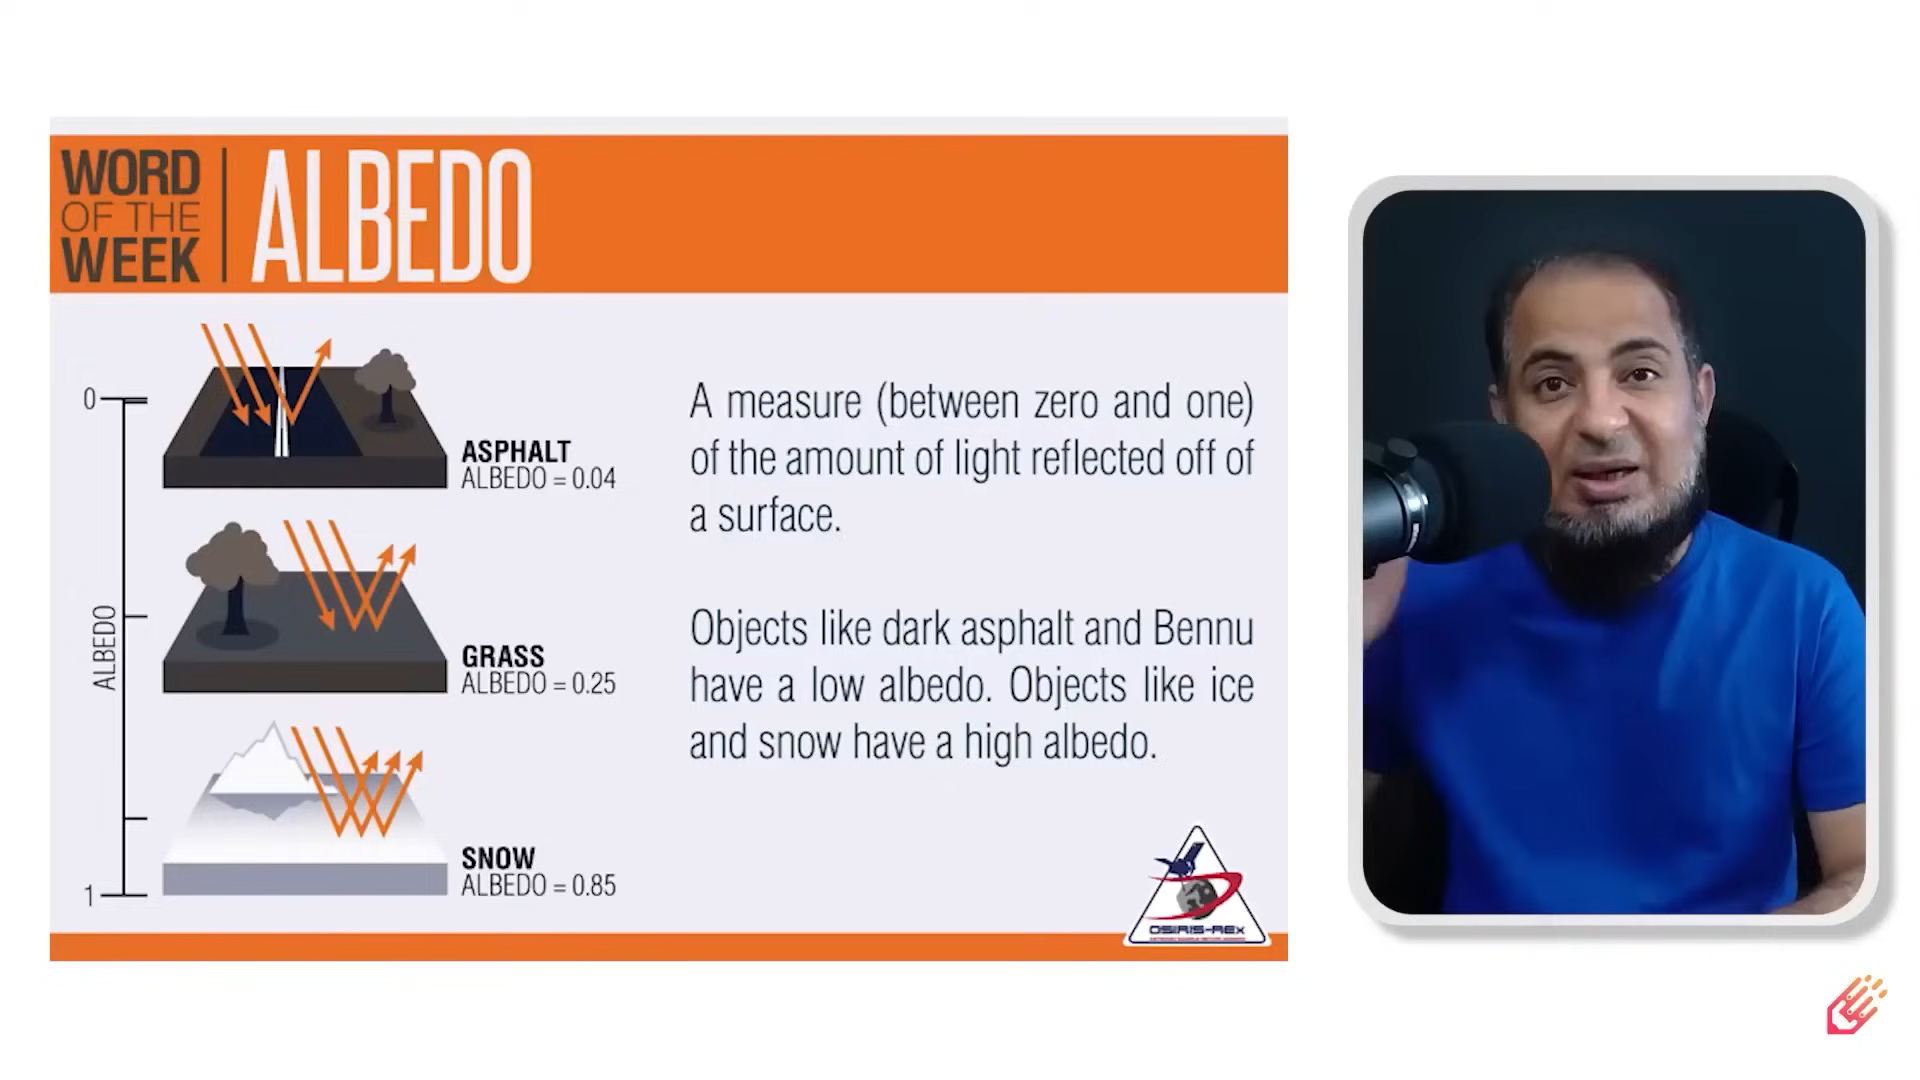 WORD
OF THE
WEEK
ALBEDO
0
ALBEDO
1
ASPHALT
ALBEDO = 0.04
GRASS
ALBEDO = 0.25
SNOW
ALBEDO = 0.85
A measure (between zero and one)
of the amount of light reflected off of
a surface.
Objects like dark asphalt and Bennu
have a low albedo. Objects like ice
and snow have a high albedo.
OSIRIS-REx